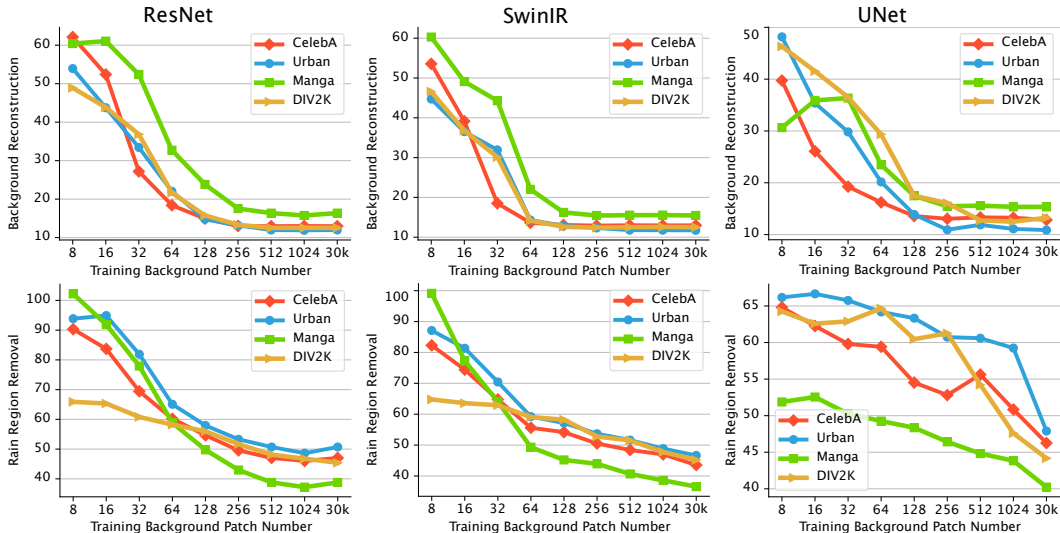 ResNet
SwinIR
UNet
Background Reconstruction
60
50
40
30
20
10
CelebA
Urban
Manga
DIV2K
8 16 32 64 128 256 512 1024 30k
Training Background Patch Number
Background Reconstruction
60
50
40
30
20
10
CelebA
Urban
Manga
DIV2K
8 16 32 64 128 256 512 1024 30k
Training Background Patch Number
Background Reconstruction
50
40
30
20
10
CelebA
Urban
Manga
DIV2K
8 16 32 64 128 256 512 1024 30k
Training Background Patch Number
Rain Region Removal
100
90
80
70
60
50
40
CelebA
Urban
Manga
DIV2K
8 16 32 64 128 256 512 1024 30k
Training Background Patch Number
Rain Region Removal
100
90
80
70
60
50
40
CelebA
Urban
Manga
DIV2K
8 16 32 64 128 256 512 1024 30k
Training Background Patch Number
Rain Region Removal
65
60
55
50
45
40
CelebA
Urban
Manga
DIV2K
8 16 32 64 128 256 512 1024 30k
Training Background Patch Number